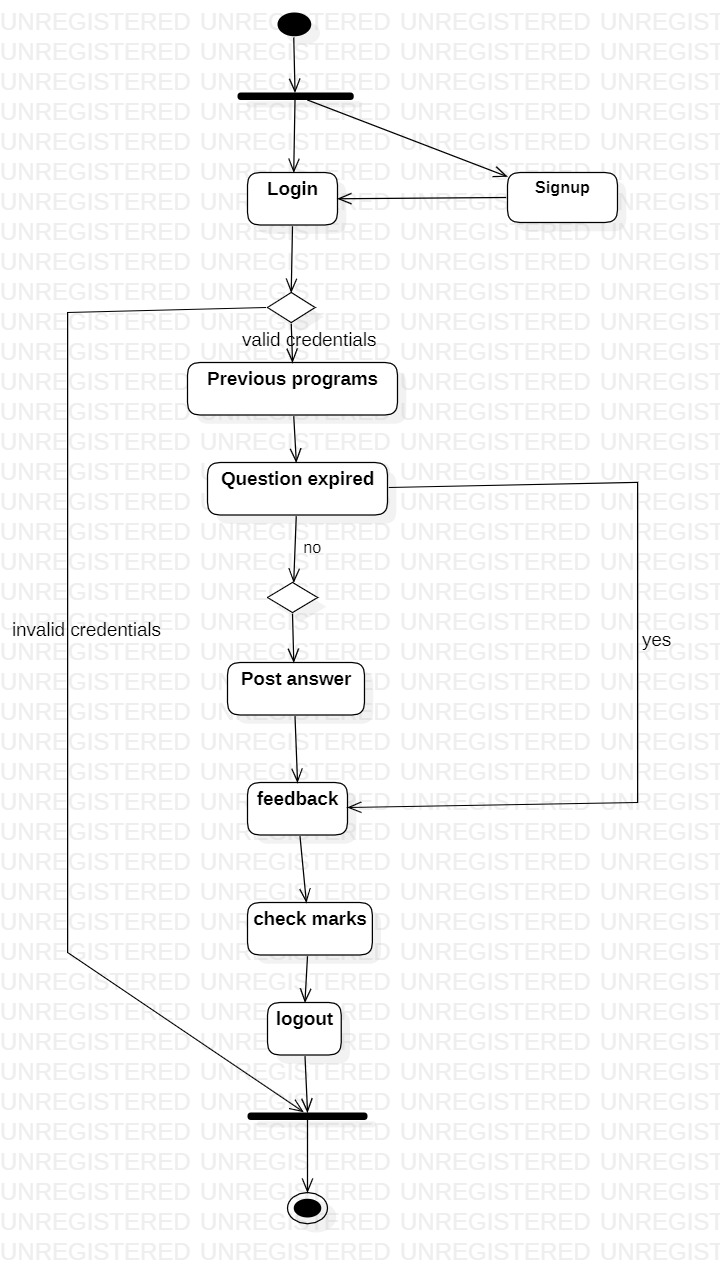 Login
Signup
valid credentials
Previous programs
Question expired
no
invalid credentials
yes
Post answer
feedback
check marks
logout
UNREGISTERED